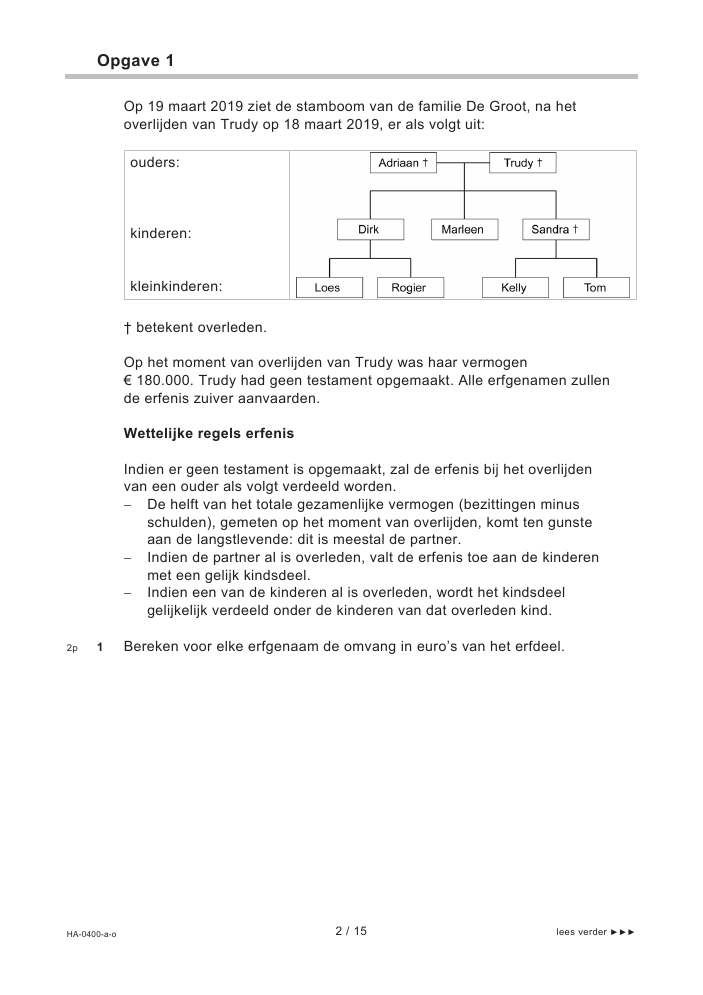 Opgave 1
Op 19 maart 2019 ziet de stamboom van de familie De Groot, na het
overlijden van Trudy op 18 maart 2019, er als volgt uit:
ouders:
Adriaan †
Trudy †
kinderen:
Dirk
Marleen
Sandra †
kleinkinderen:
Loes
Rogier
Kelly
Tom
† betekent overleden.
Op het moment van overlijden van Trudy was haar vermogen
€ 180.000. Trudy had geen testament opgemaakt. Alle erfgenamen zullen
de erfenis zuiver aanvaarden.
Wettelijke regels erfenis
Indien er geen testament is opgemaakt, zal de erfenis bij het overlijden
van een ouder als volgt verdeeld worden.
– De helft van het totale gezamenlijke vermogen (bezittingen minus
schulden), gemeten op het moment van overlijden, komt ten gunste
aan de langstlevende: dit is meestal de partner.
– Indien de partner al is overleden, valt de erfenis toe aan de kinderen
met een gelijk kindsdeel.
– Indien een van de kinderen al is overleden, wordt het kindsdeel
gelijkelijk verdeeld onder de kinderen van dat overleden kind.
2p 1 Bereken voor elke erfgenaam de omvang in euro's van het erfdeel.
HA-0400-a-o
2 / 15
lees verder ►►►